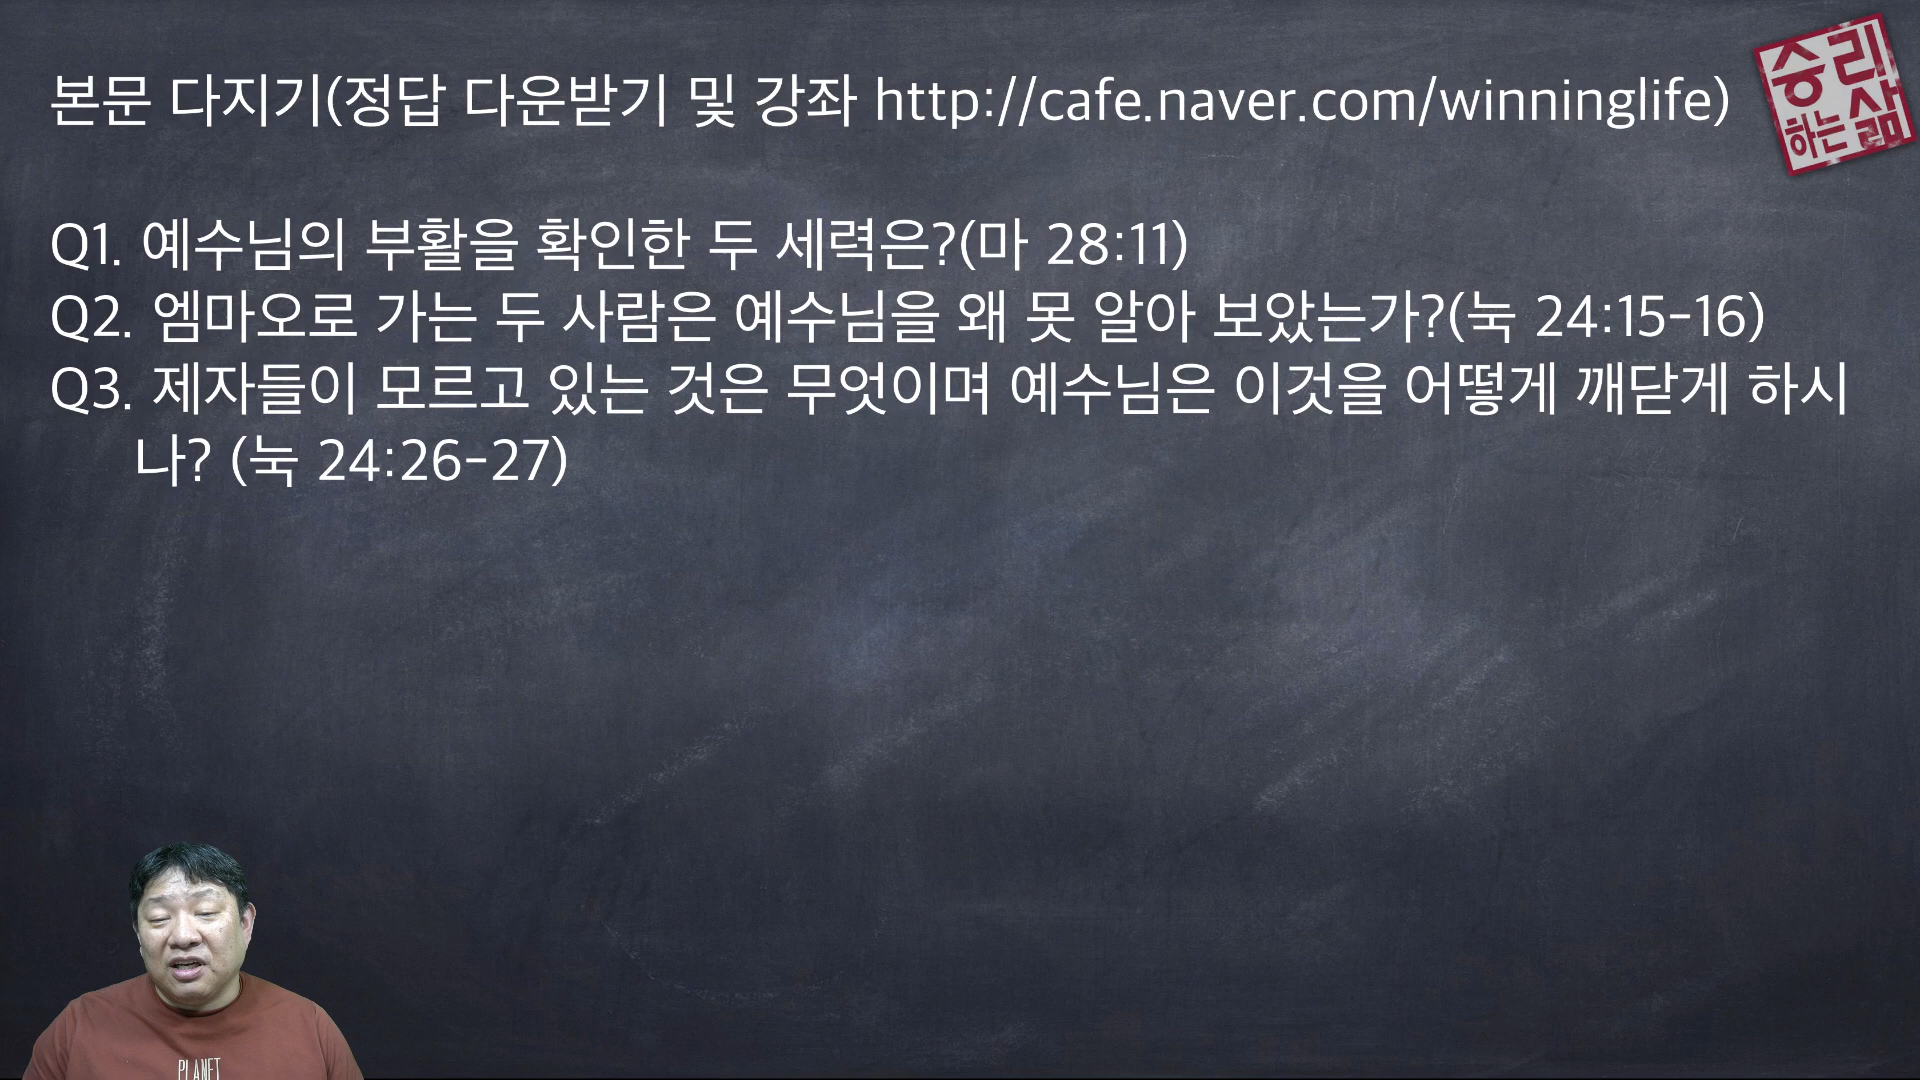 본문 다지기(정답 다운받기 및 강좌 http://cafe.naver.com/winninglife)
승리
하는 삶
Q1. 예수님의 부활을 확인한 두 세력은?(마 28:11)
Q2. 엠마오로 가는 두 사람은 예수님을 왜 못 알아 보았는가?(눅 24:15-16)
Q3. 제자들이 모르고 있는 것은 무엇이며 예수님은 이것을 어떻게 깨닫게 하시
나? (눅 24:26-27)
PLANET